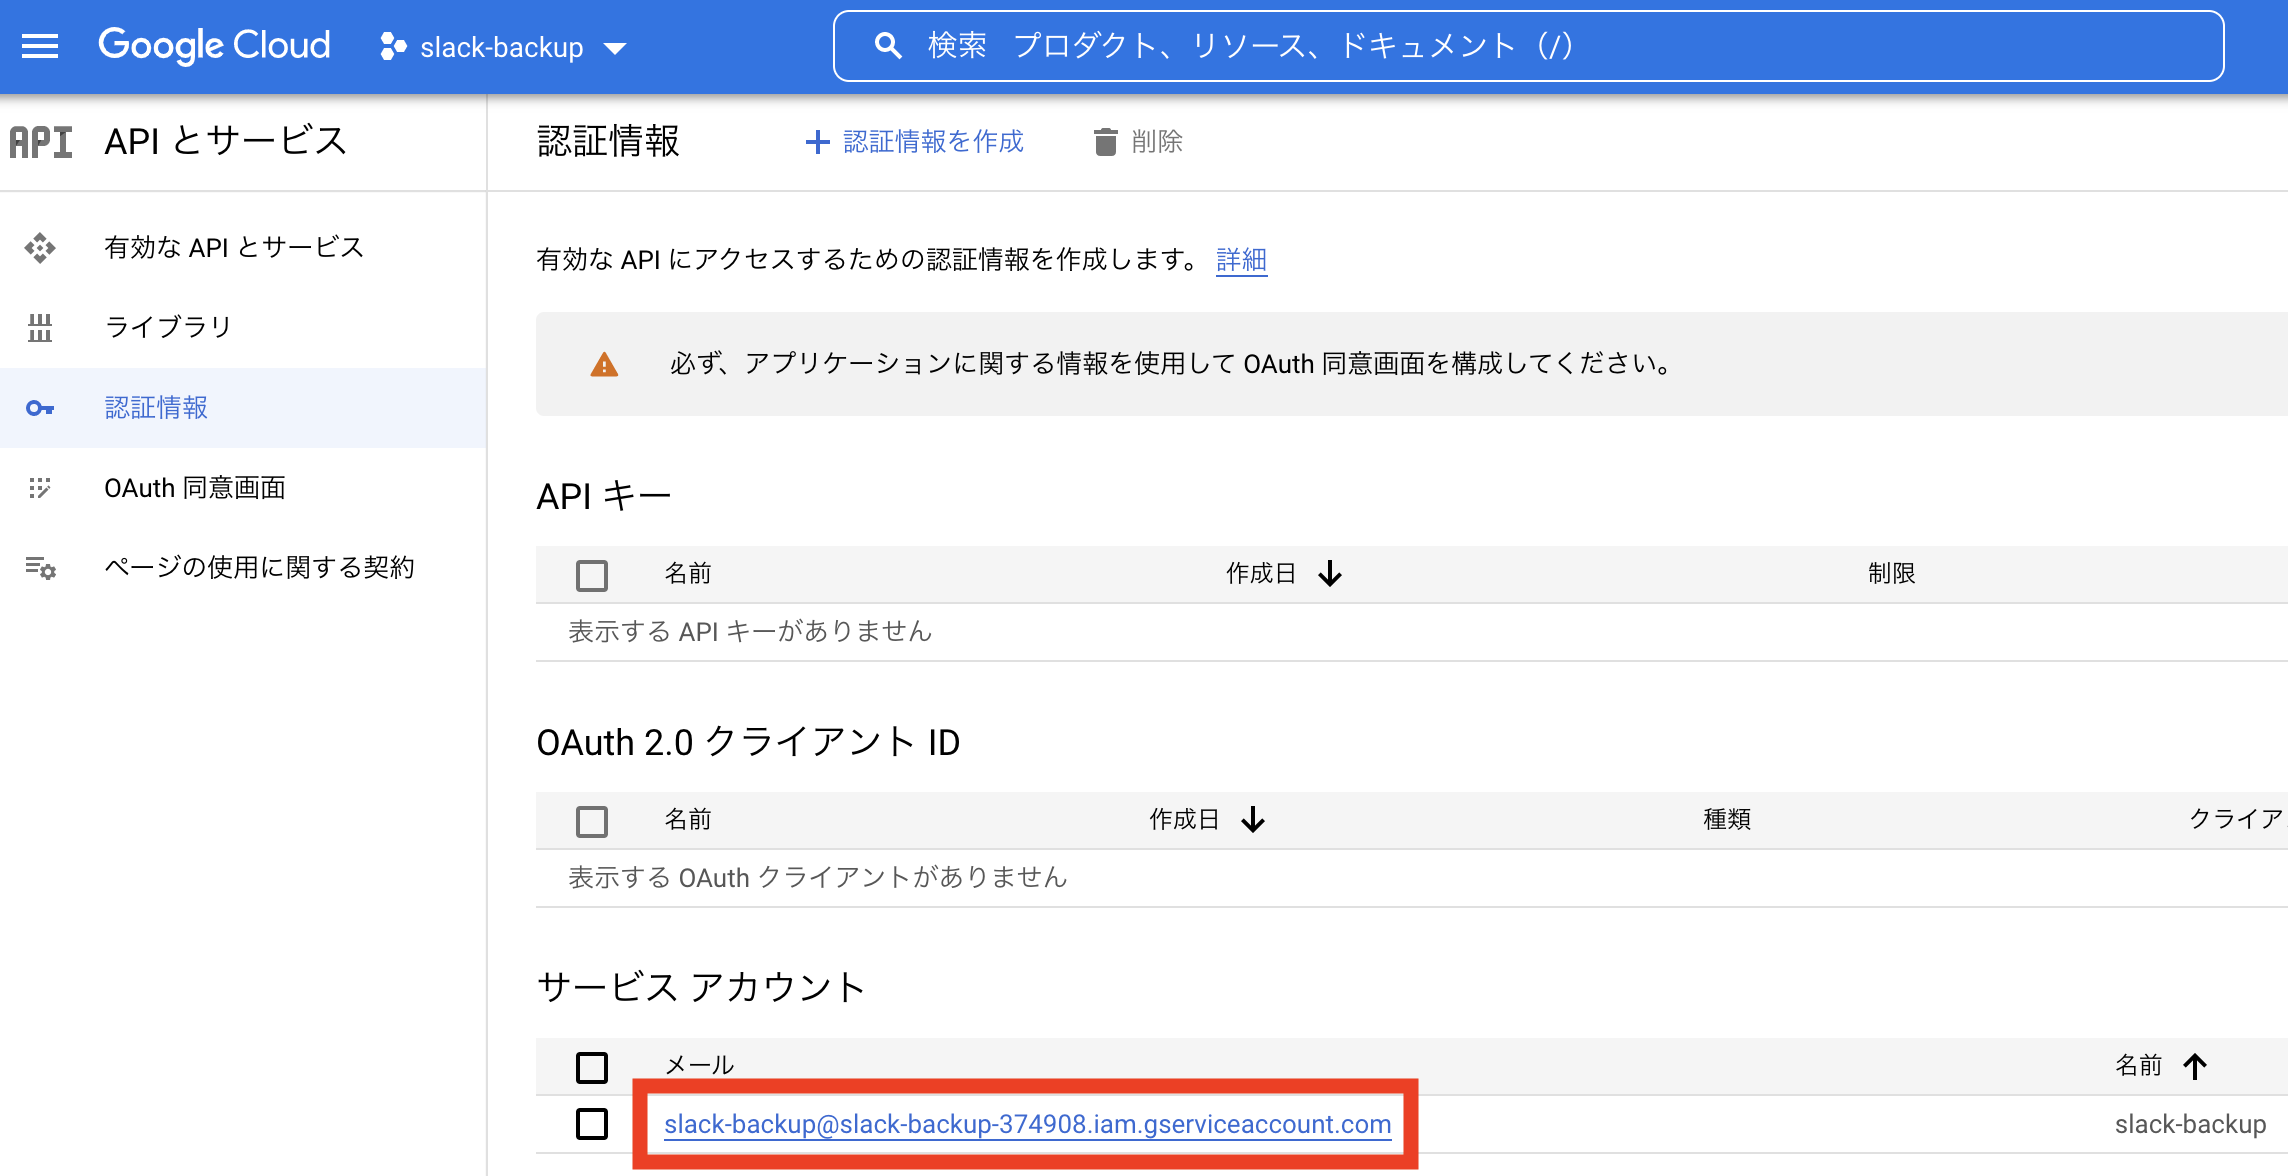 Google Cloud
slack-backup
検索 プロダクト、リソース、ドキュメント（/）
API
API とサービス
認証情報
認証情報を作成
削除
有効な API とサービス
ライブラリ
認証情報
OAuth 同意画面
ページの使用に関する契約
有効な API にアクセスするための認証情報を作成します。 詳細
必ず、アプリケーションに関する情報を使用して OAuth 同意画面を構成してください。
API キー
名前 作成日 制限
表示する API キーがありません
OAuth 2.0 クライアント ID
名前 作成日 種類 クライア
表示する OAuth クライアントがありません
サービス アカウント
メール 名前
slack-backup@slack-backup-374908.iam.gserviceaccount.com slack-backup